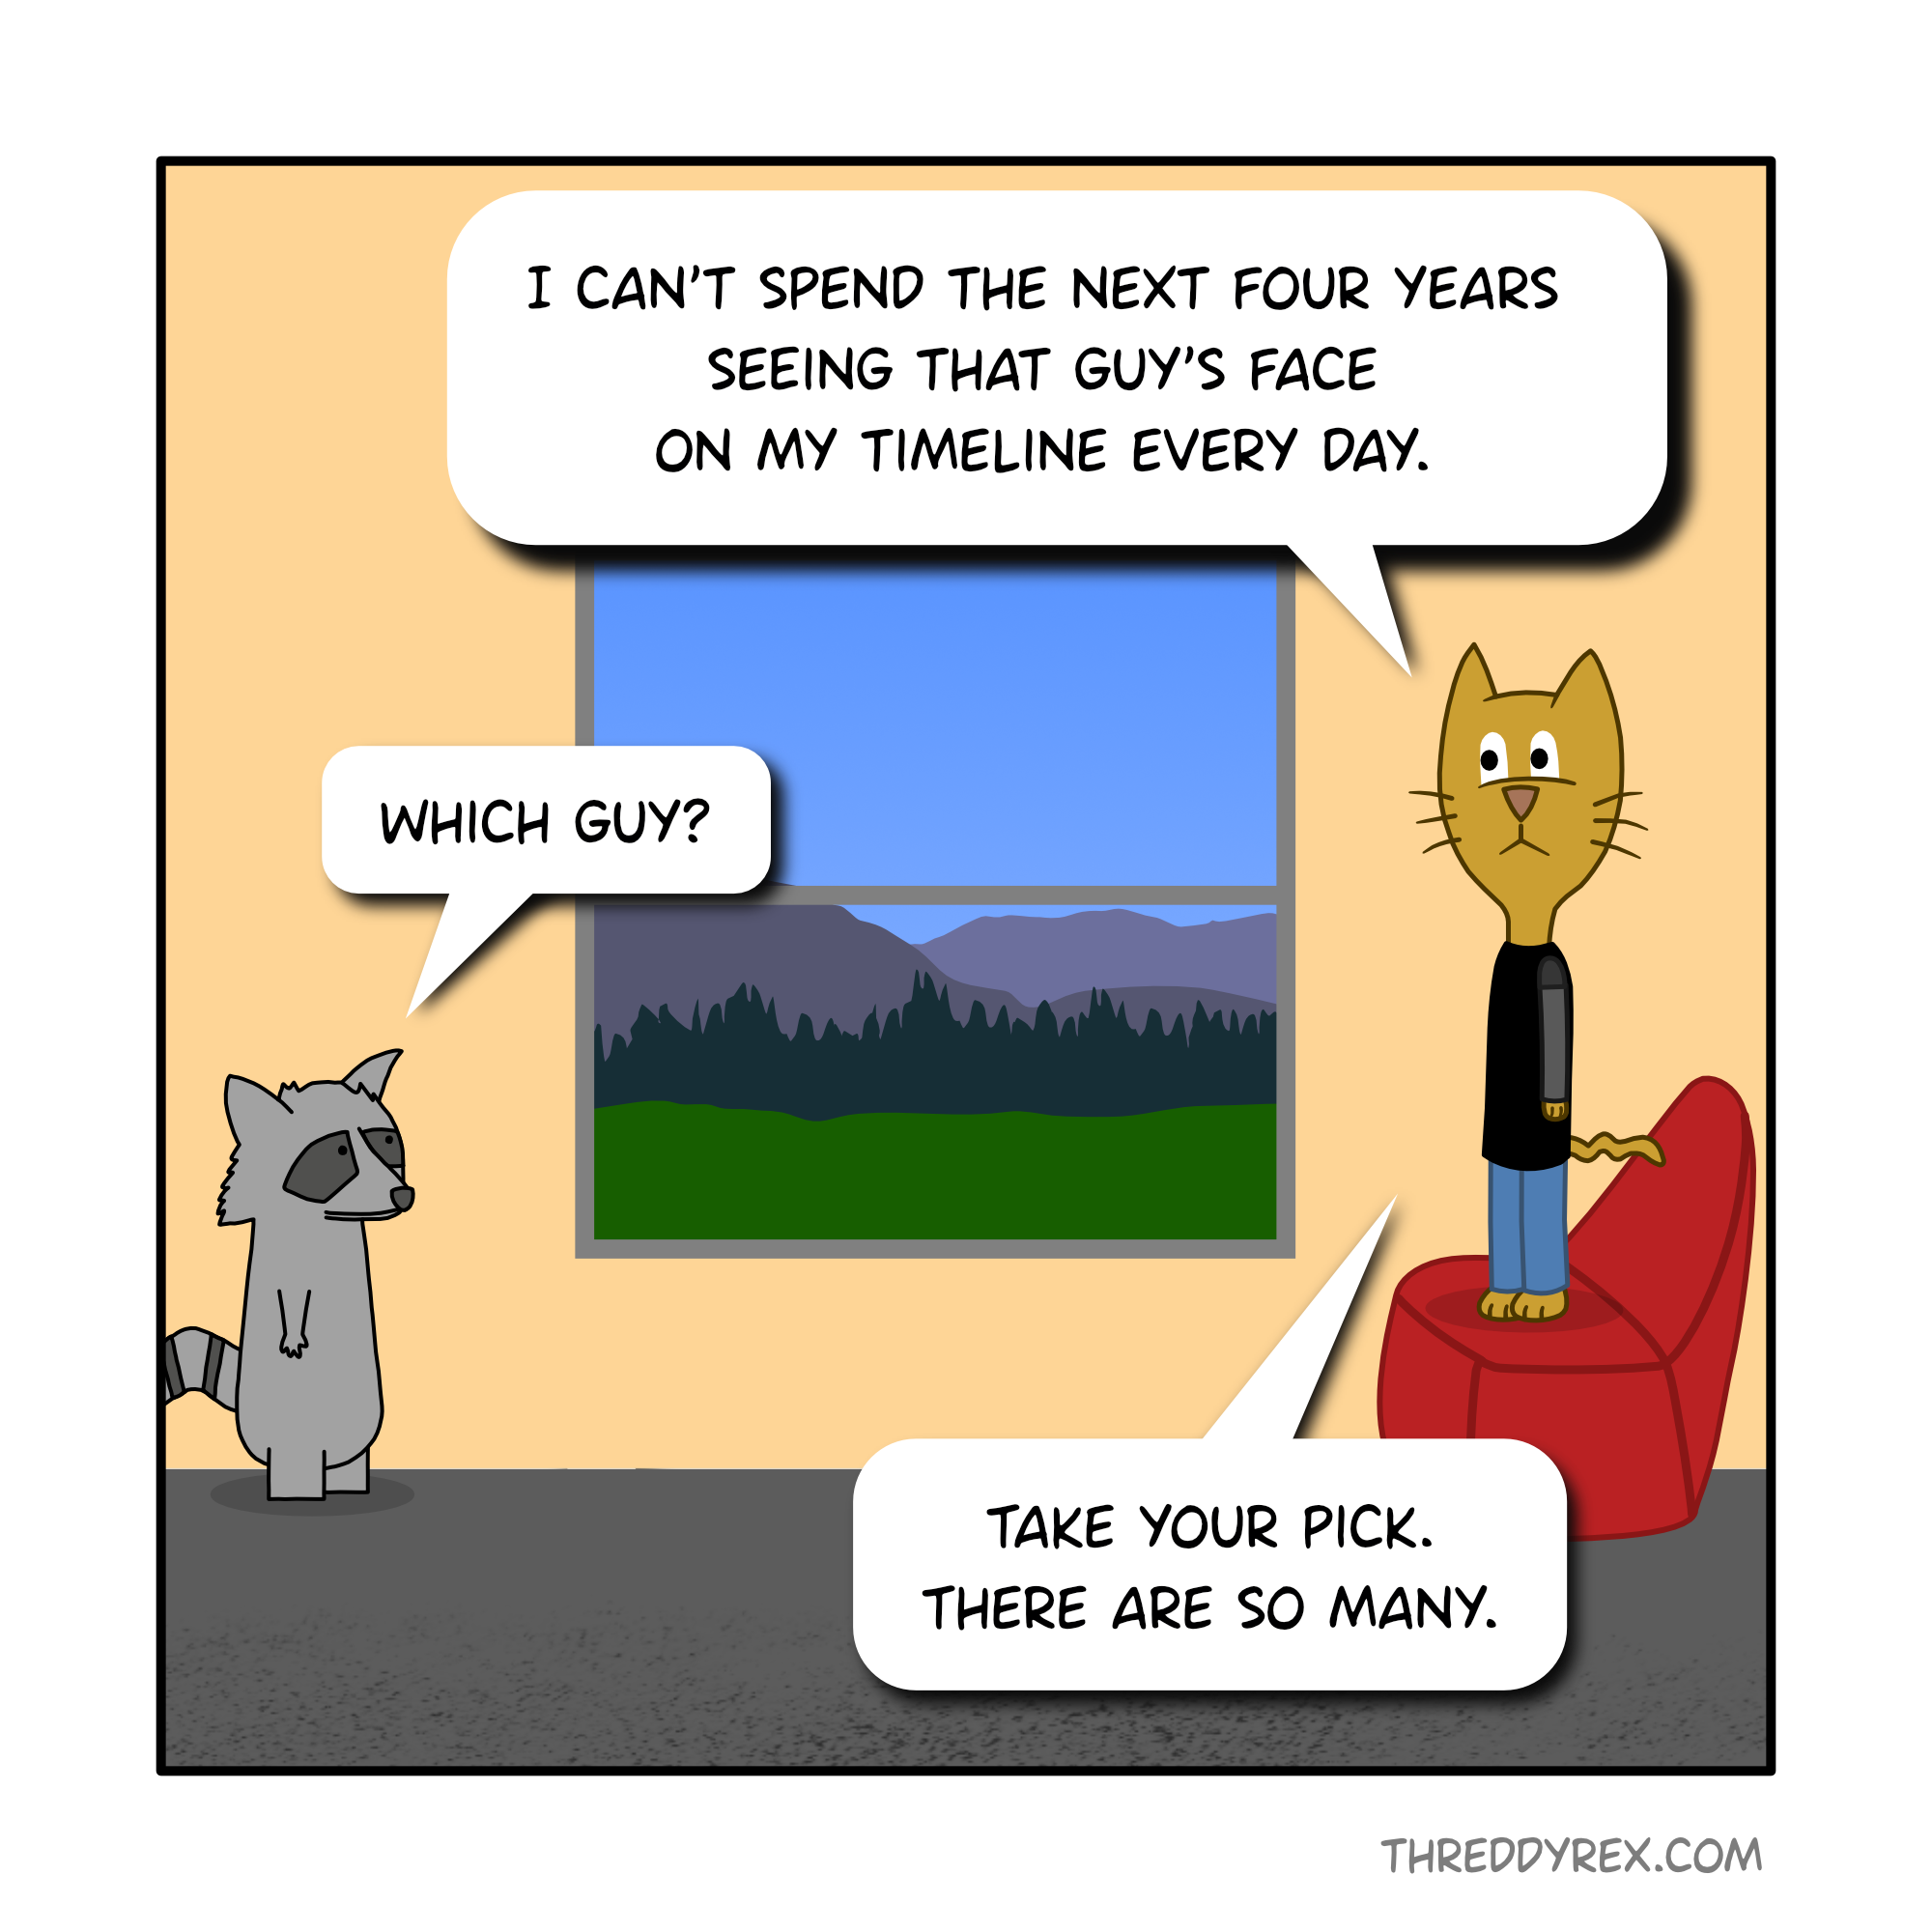 I CAN'T SPEND THE NEXT FOUR YEARS
SEEING THAT GUY'S FACE
ON MY TIMELINE EVERY DAY.
WHICH GUY?
TAKE YOUR PICK.
THERE ARE SO MANY.
THREDDYREX.COM